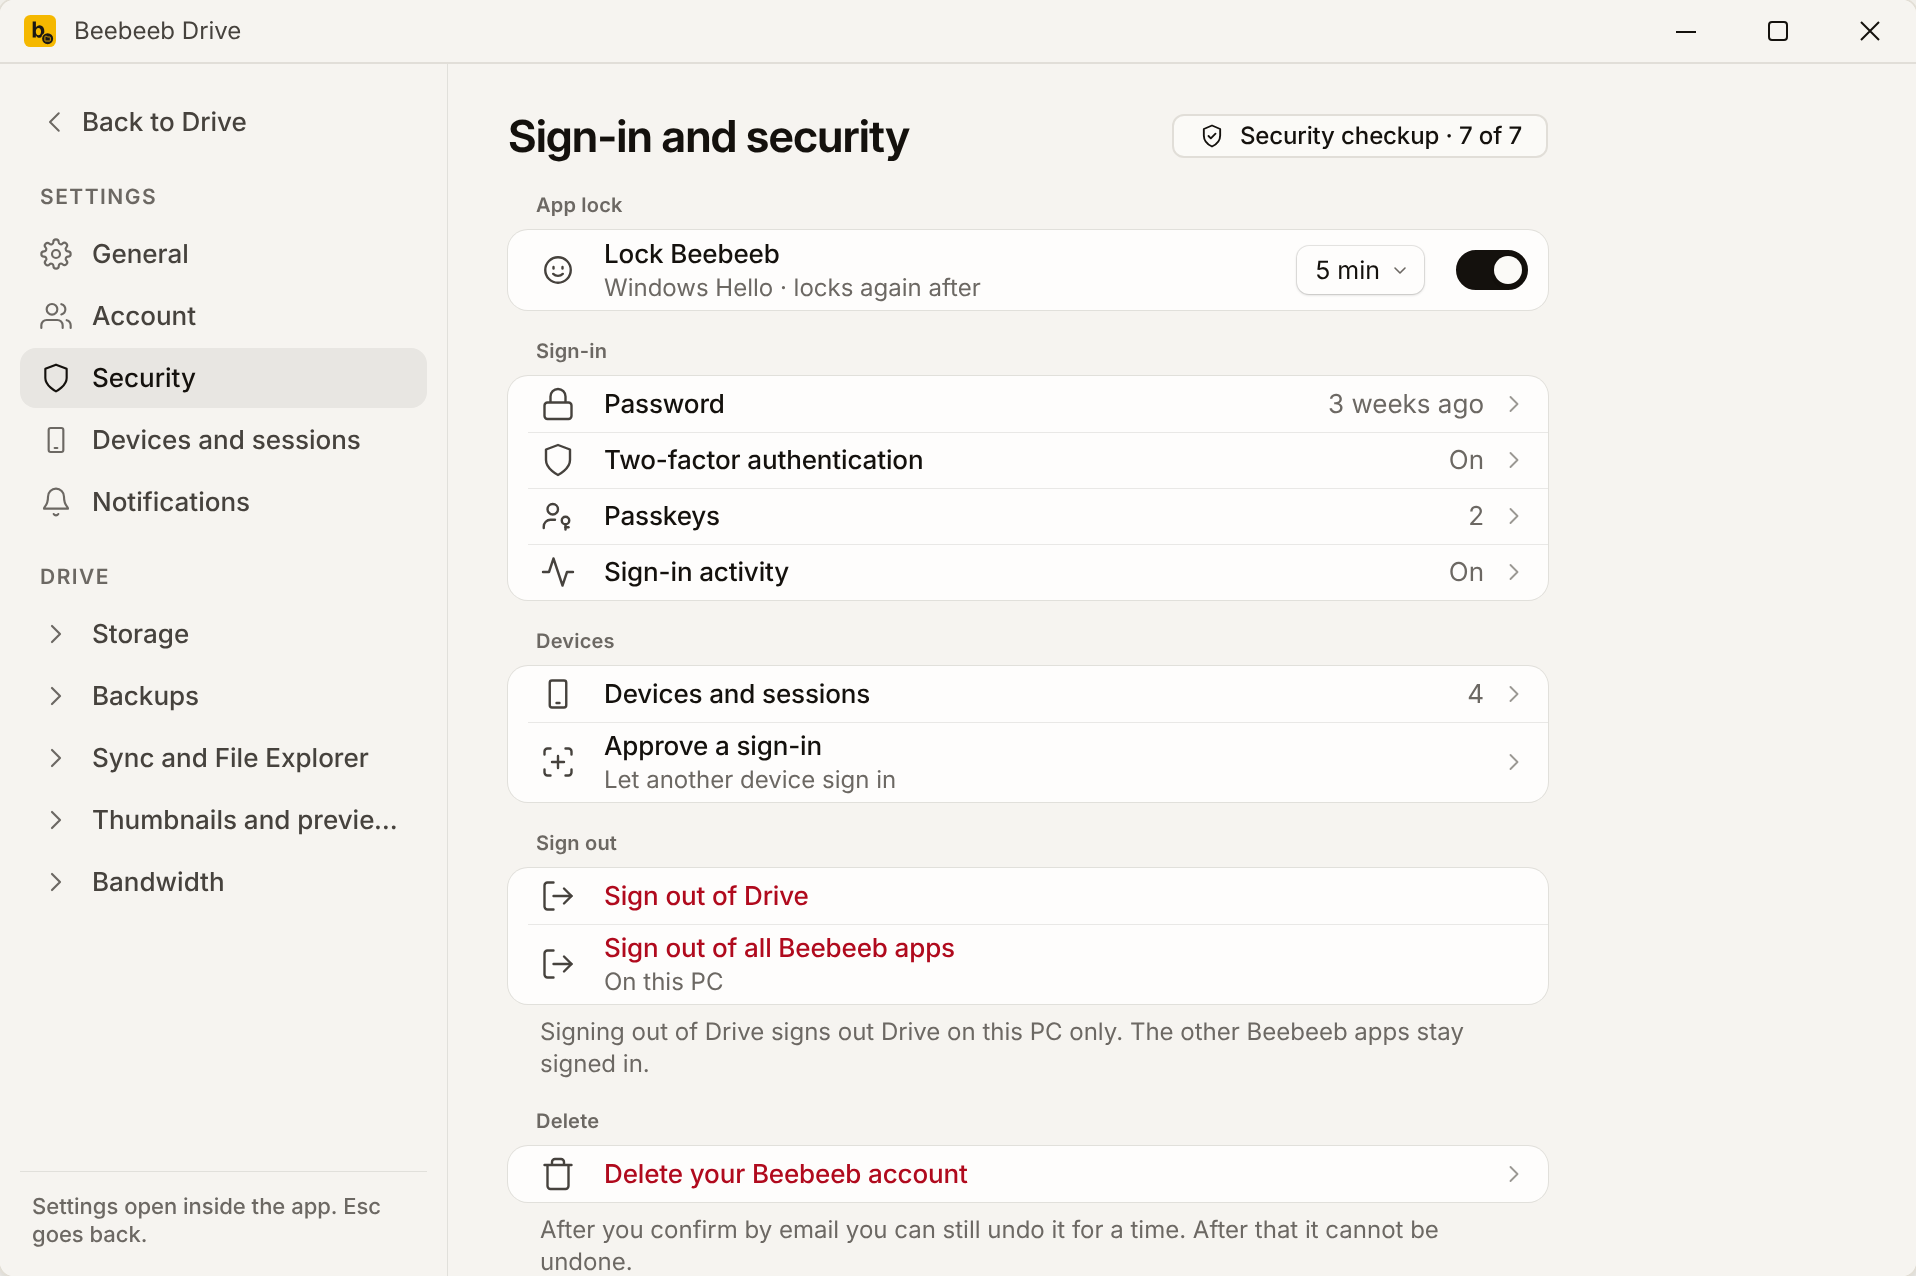 Beebeeb Drive
Back to Drive
SETTINGS
General
Account
Security
Devices and sessions
Notifications
DRIVE
Storage
Backups
Sync and File Explorer
Thumbnails and previe...
Bandwidth
Settings open inside the app. Esc
goes back.
Sign-in and security
Security checkup · 7 of 7
App lock
Lock Beebeeb
Windows Hello · locks again after
5 min
Sign-in
Password
3 weeks ago
Two-factor authentication
On
Passkeys
2
Sign-in activity
On
Devices
Devices and sessions
4
Approve a sign-in
Let another device sign in
Sign out
Sign out of Drive
Sign out of all Beebeeb apps
On this PC
Signing out of Drive signs out Drive on this PC only. The other Beebeeb apps stay
signed in.
Delete
Delete your Beebeeb account
After you confirm by email you can still undo it for a time. After that it cannot be
undone.